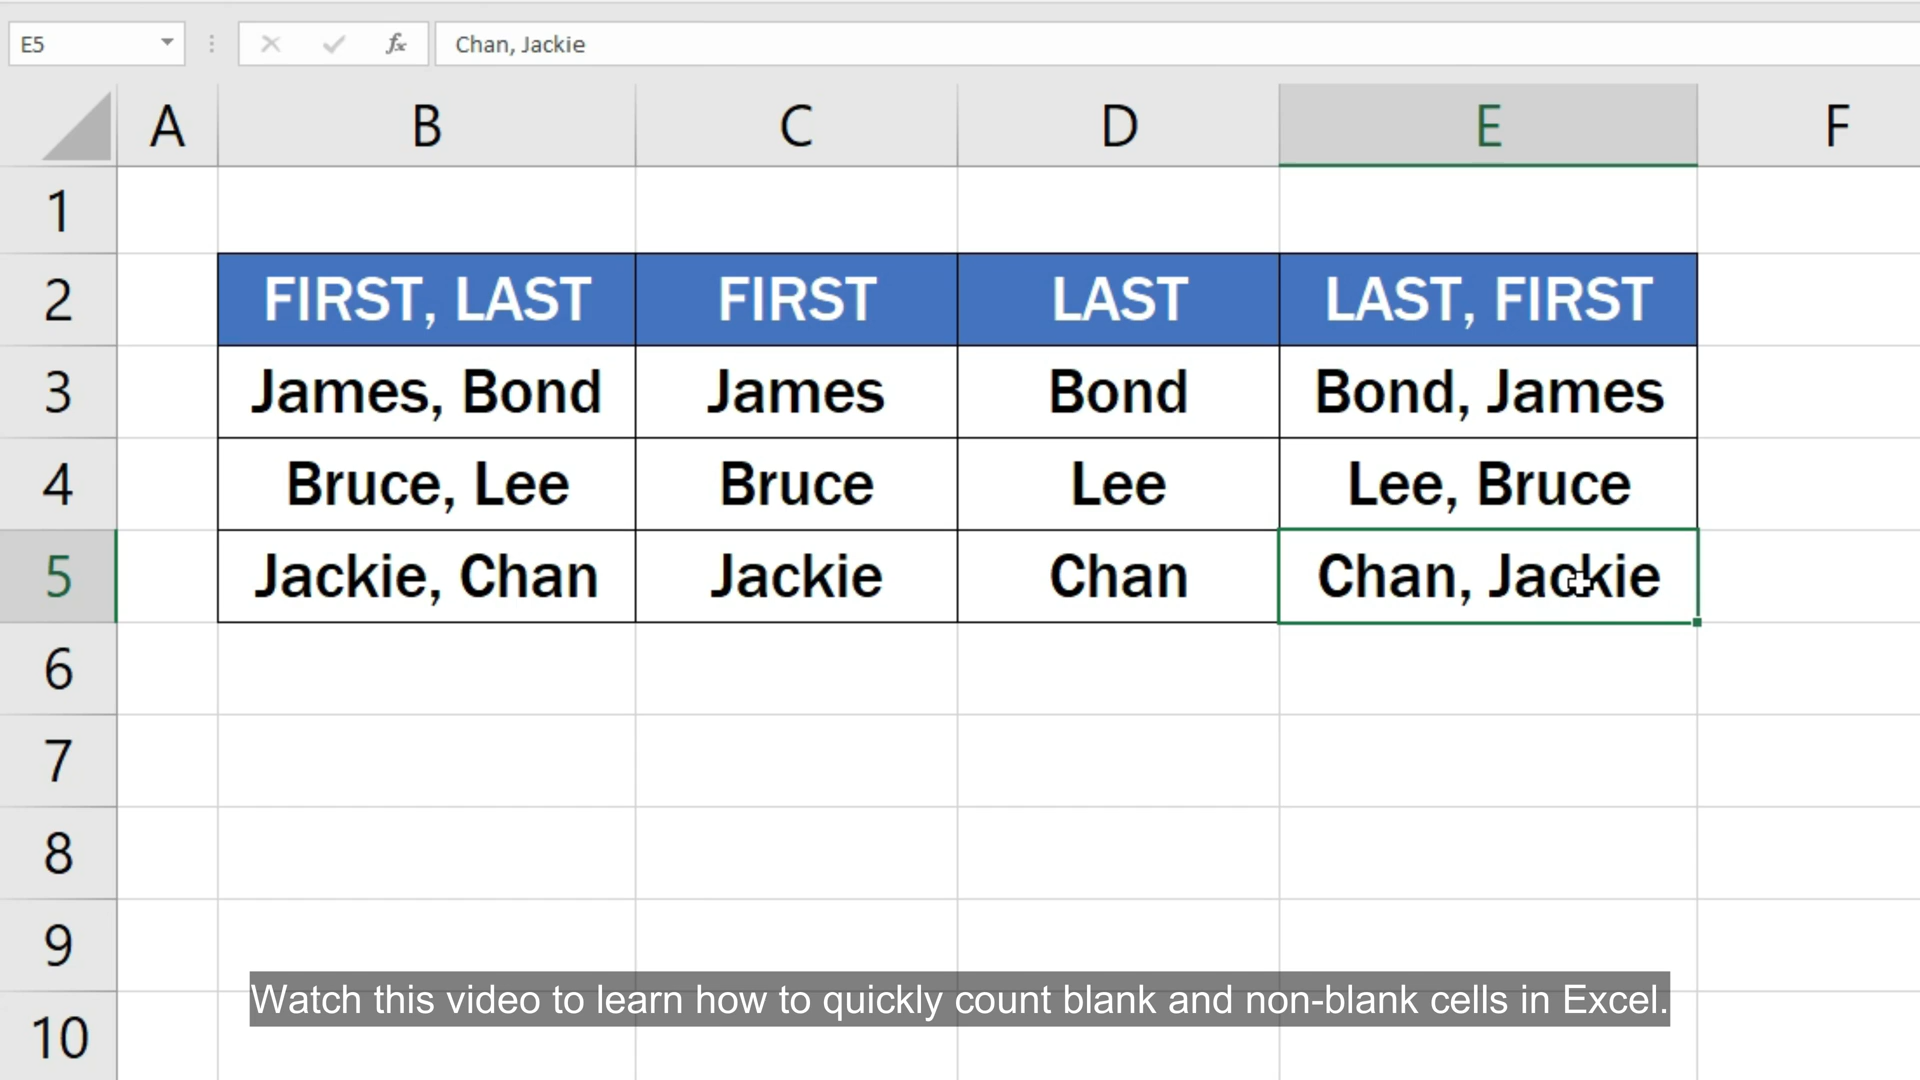 E5 fx Chan, Jackie
A B C D E F
1
2 FIRST, LAST FIRST LAST LAST, FIRST
3 James, Bond James Bond Bond, James
4 Bruce, Lee Bruce Lee Lee, Bruce
5 Jackie, Chan Jackie Chan Chan, Jackie
6
7
8
9
Watch this video to learn how to quickly count blank and non-blank cells in Excel.
10